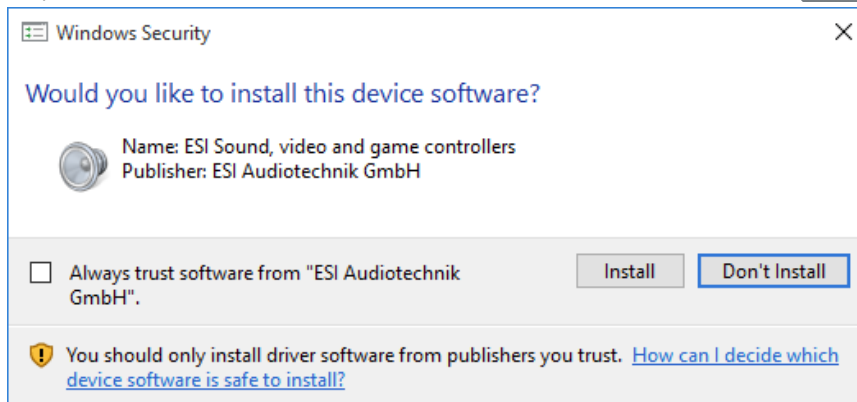 Windows Security
Would you like to install this device software?
Name: ESI Sound, video and game controllers
Publisher: ESI Audiotechnik GmbH
Always trust software from "ESI Audiotechnik
GmbH".
Install
Don't Install
You should only install driver software from publishers you trust. How can I decide which
device software is safe to install?